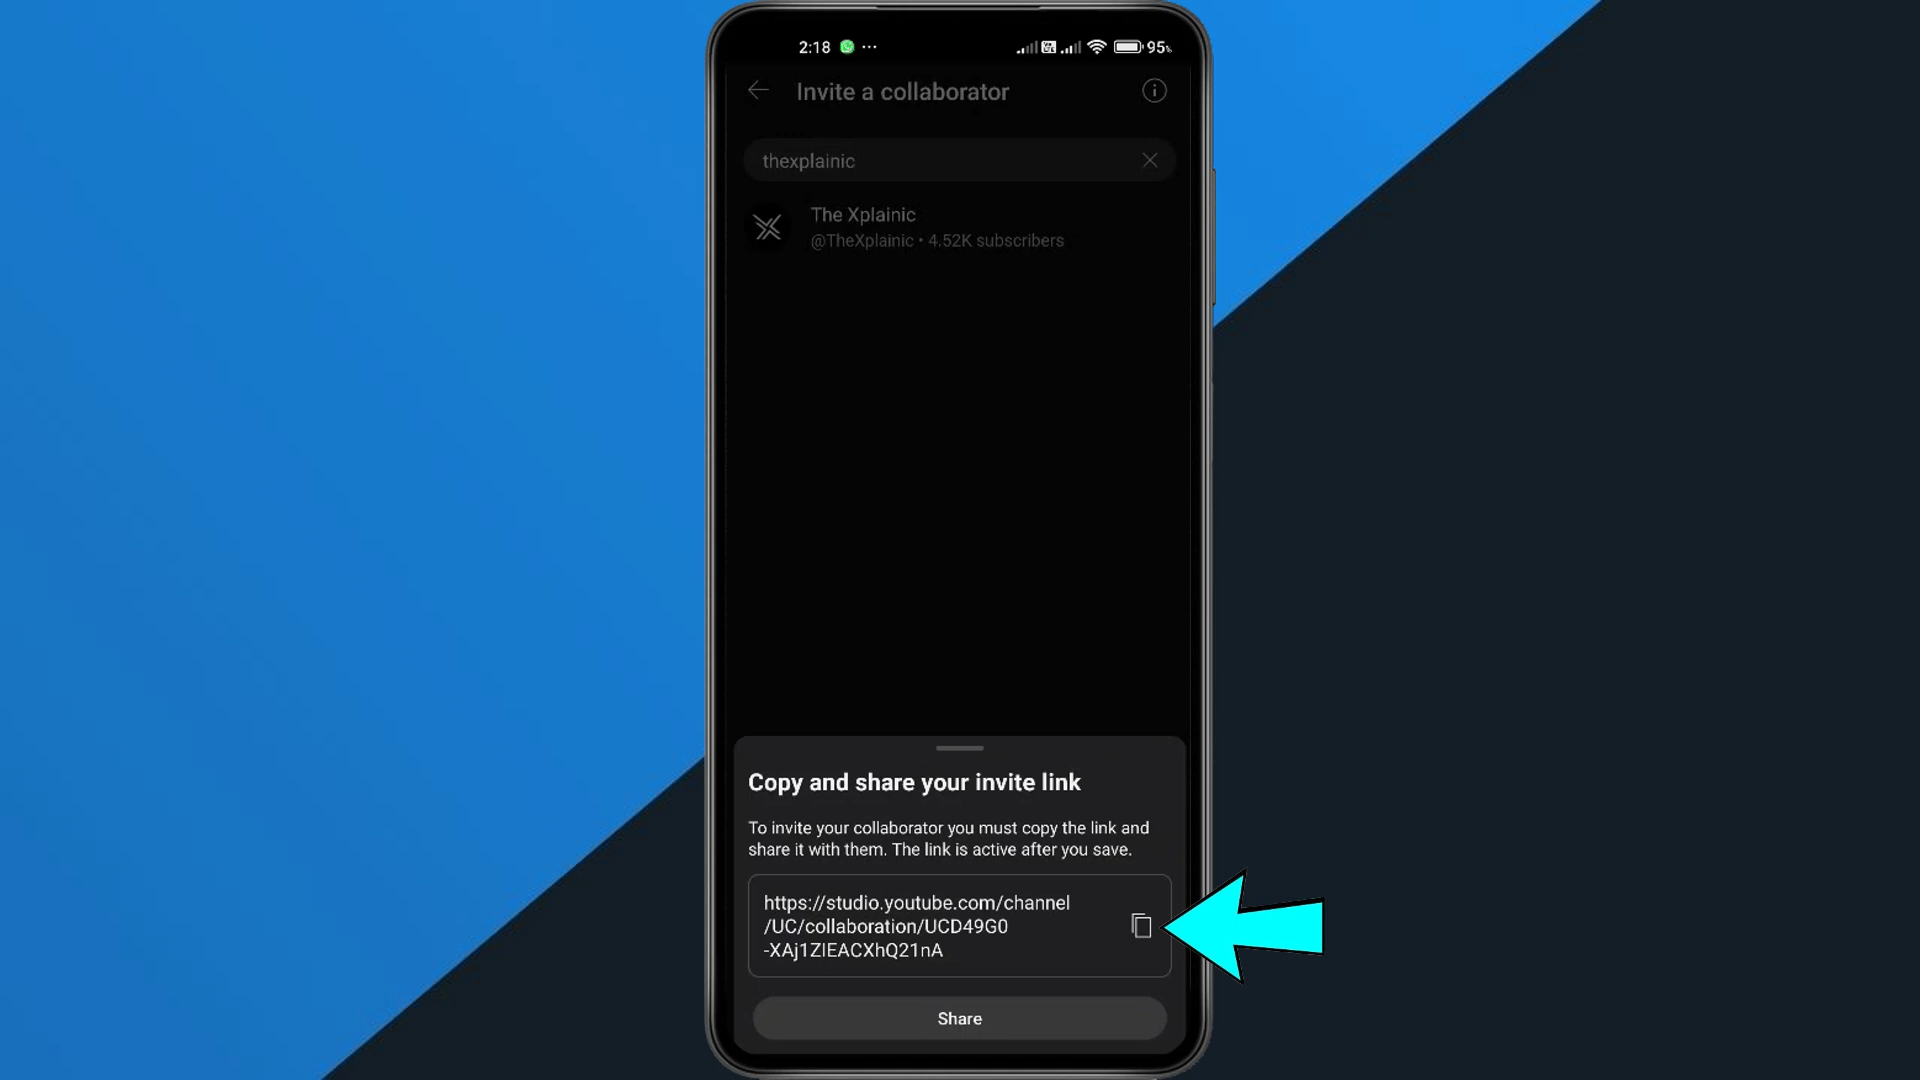 2:18 ... 95%
Invite a collaborator
thexplainic
The Xplainic
@TheXplainic • 4.52K subscribers
Copy and share your invite link
To invite your collaborator you must copy the link and
share it with them. The link is active after you save.
https://studio.youtube.com/channel
/UC/collaboration/UCD49G0
-XAj1ZIEACXhQ21nA
Share